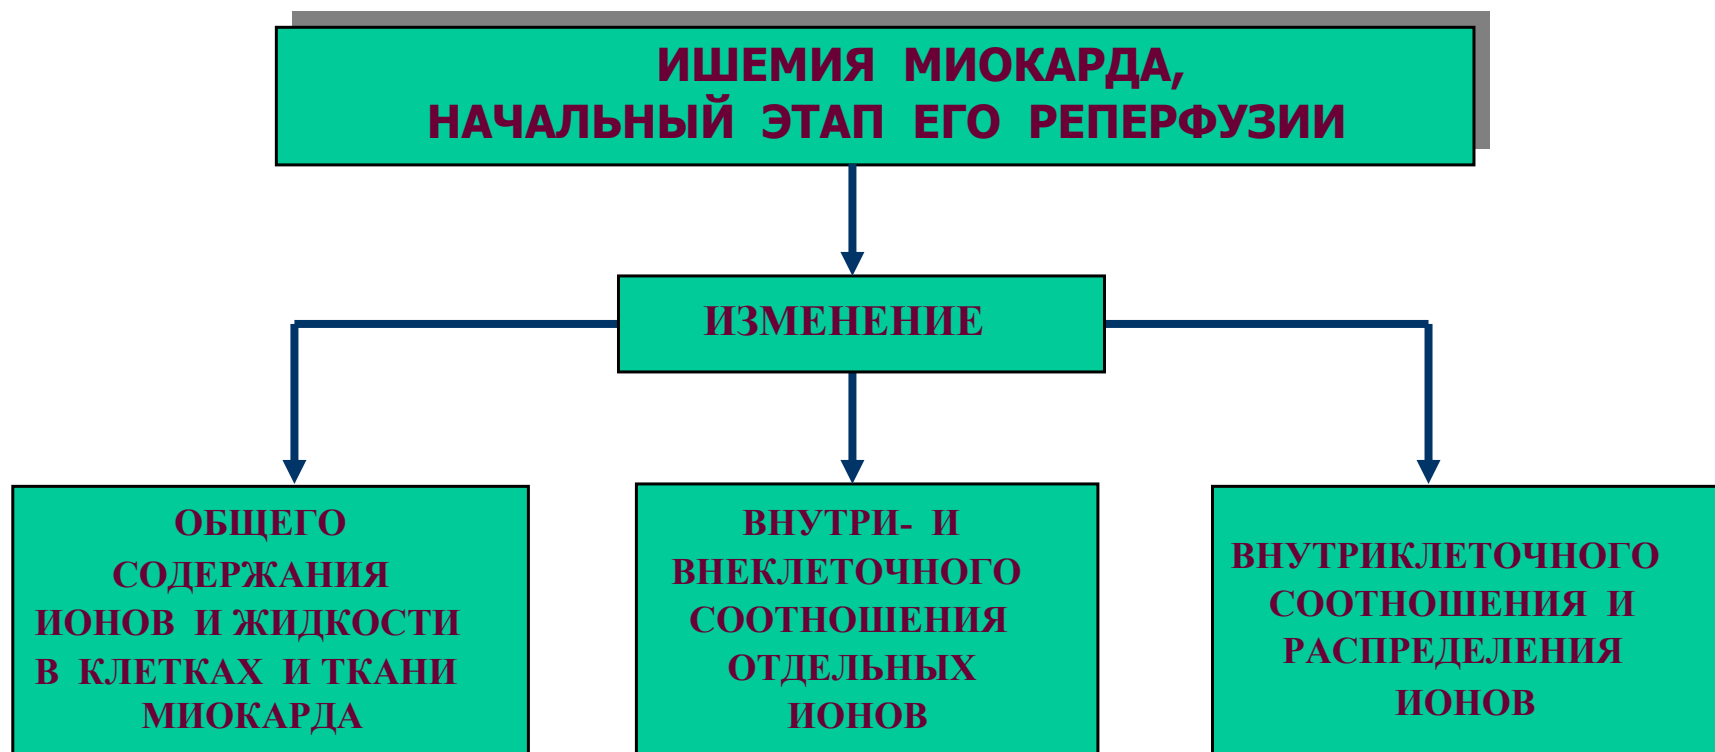 ИШЕМИЯ МИОКАРДА,
НАЧАЛЬНЫЙ ЭТАП ЕГО РЕПЕРФУЗИИ
ИЗМЕНЕНИЕ
ОБЩЕГО
СОДЕРЖАНИЯ
ИОНОВ И ЖИДКОСТИ
В КЛЕТКАХ И ТКАНИ
МИОКАРДА
ВНУТРИ- И
ВНЕКЛЕТОЧНОГО
СООТНОШЕНИЯ
ОТДЕЛЬНЫХ
ИОНОВ
ВНУТРИКЛЕТОЧНОГО
СООТНОШЕНИЯ И
РАСПРЕДЕЛЕНИЯ
ИОНОВ